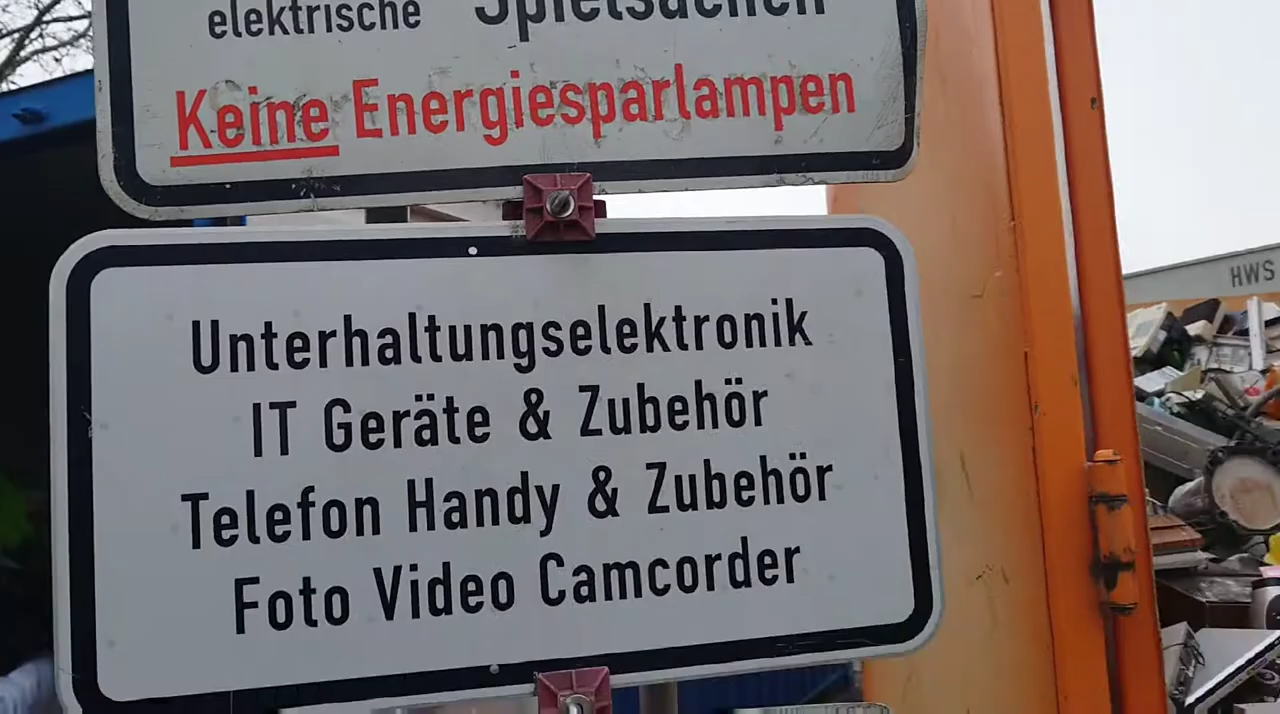 elektrische Spielsachen
Keine Energiesparlampen
Unterhaltungselektronik
IT Geräte & Zubehör
Telefon Handy & Zubehör
Foto Video Camcorder
HWS